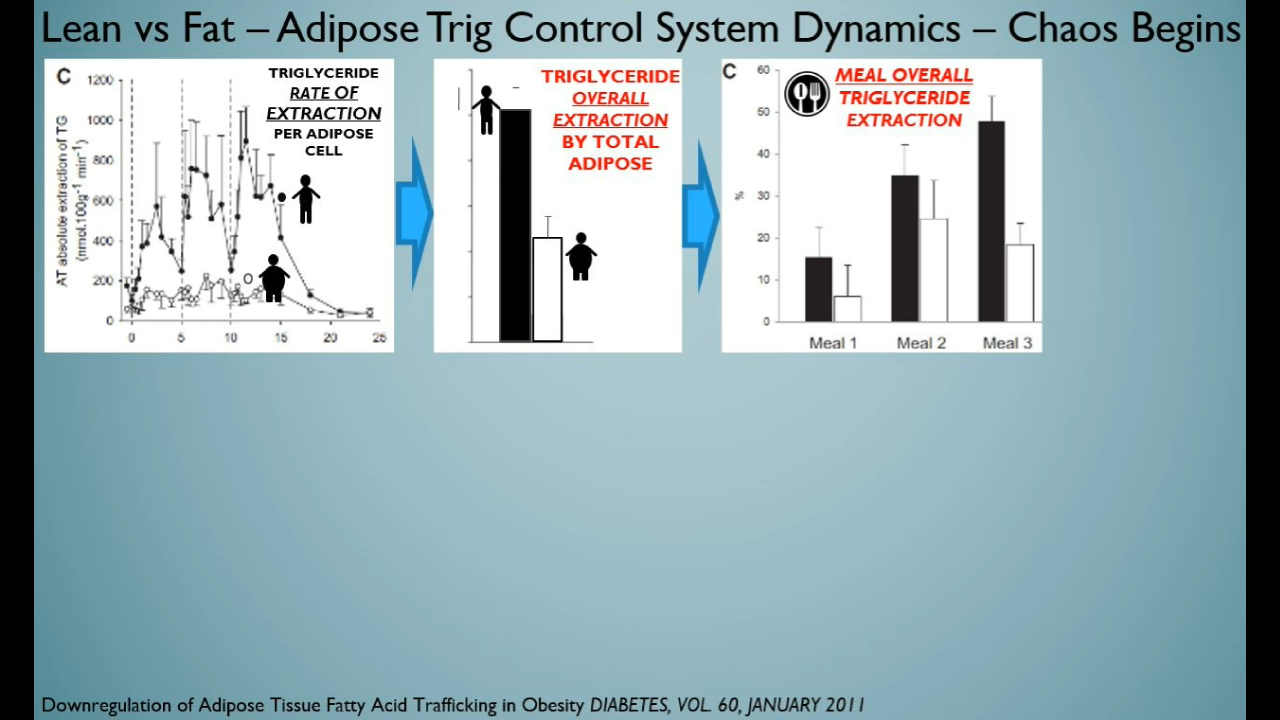 Lean vs Fat – Adipose Trig Control System Dynamics – Chaos Begins
C
TRIGLYCERIDE
RATE OF
EXTRACTION
PER ADIPOSE
CELL
AT absolute extraction of TG
(nmol.100g⁻¹ min⁻¹)
1200
1000
800
600
400
200
0
0 5 10 15 20 25
TRIGLYCERIDE
OVERALL
EXTRACTION
BY TOTAL
ADIPOSE
C
MEAL OVERALL
TRIGLYCERIDE
EXTRACTION
%
60
50
40
30
20
10
0
Meal 1 Meal 2 Meal 3
Downregulation of Adipose Tissue Fatty Acid Trafficking in Obesity DIABETES, VOL. 60, JANUARY 2011